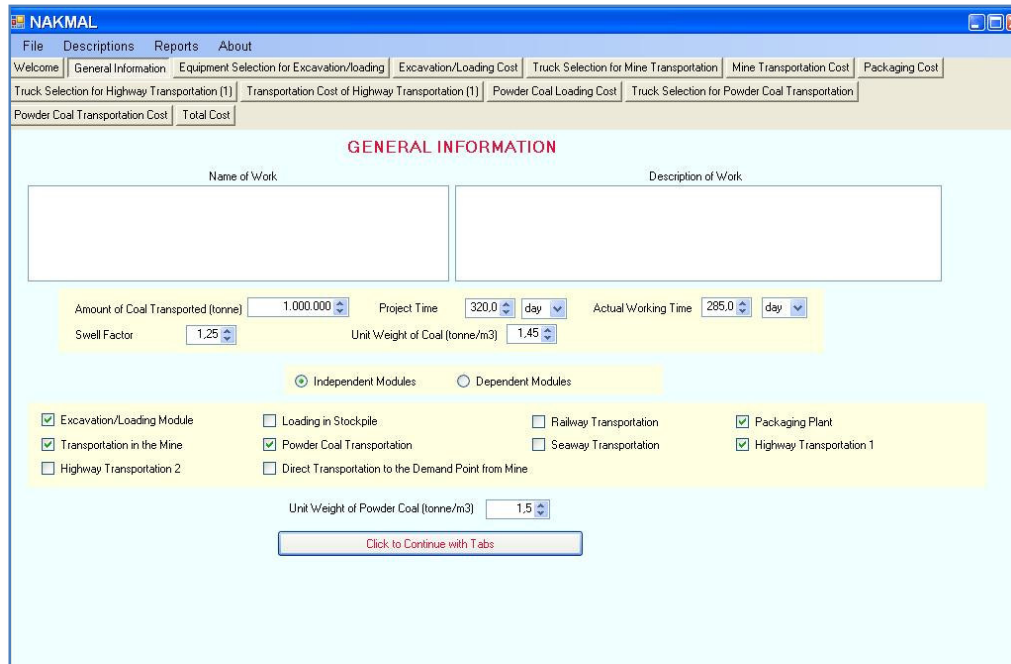 NAKMAL
File Descriptions Reports About
Welcome General Information Equipment Selection for Excavation/loading Excavation/Loading Cost Truck Selection for Mine Transportation Mine Transportation Cost Packaging Cost
Truck Selection for Highway Transportation (1) Transportation Cost of Highway Transportation (1) Powder Coal Loading Cost Truck Selection for Powder Coal Transportation
Powder Coal Transportation Cost Total Cost
GENERAL INFORMATION
Name of Work Description of Work
Amount of Coal Transported (tonne) 1.000.000 Project Time 320,0 day Actual Working Time 285,0 day
Swell Factor 1,25 Unit Weight of Coal (tonne/m3) 1,45
Independent Modules Dependent Modules
Excavation/Loading Module Loading in Stockpile Railway Transportation Packaging Plant
Transportation in the Mine Powder Coal Transportation Seaway Transportation Highway Transportation 1
Highway Transportation 2 Direct Transportation to the Demand Point from Mine
Unit Weight of Powder Coal (tonne/m3) 1,5
Click to Continue with Tabs